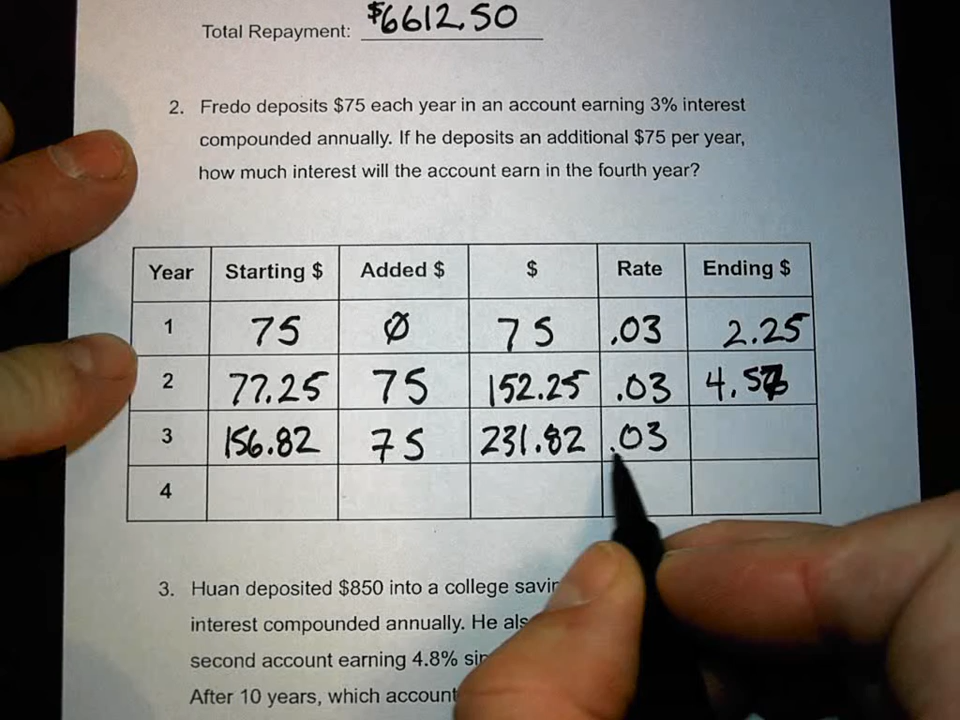 Total Repayment: $6612.50
2. Fredo deposits $75 each year in an account earning 3% interest
compounded annually. If he deposits an additional $75 per year,
how much interest will the account earn in the fourth year?
Year Starting $ Added $ $ Rate Ending $
1 75 0 75 .03 2.25
2 77.25 75 152.25 .03 4.57
3 156.82 75 231.82 .03
4
3. Huan deposited $850 into a college
interest compounded annually. He
second account earning 4.8%
After 10 years, which account